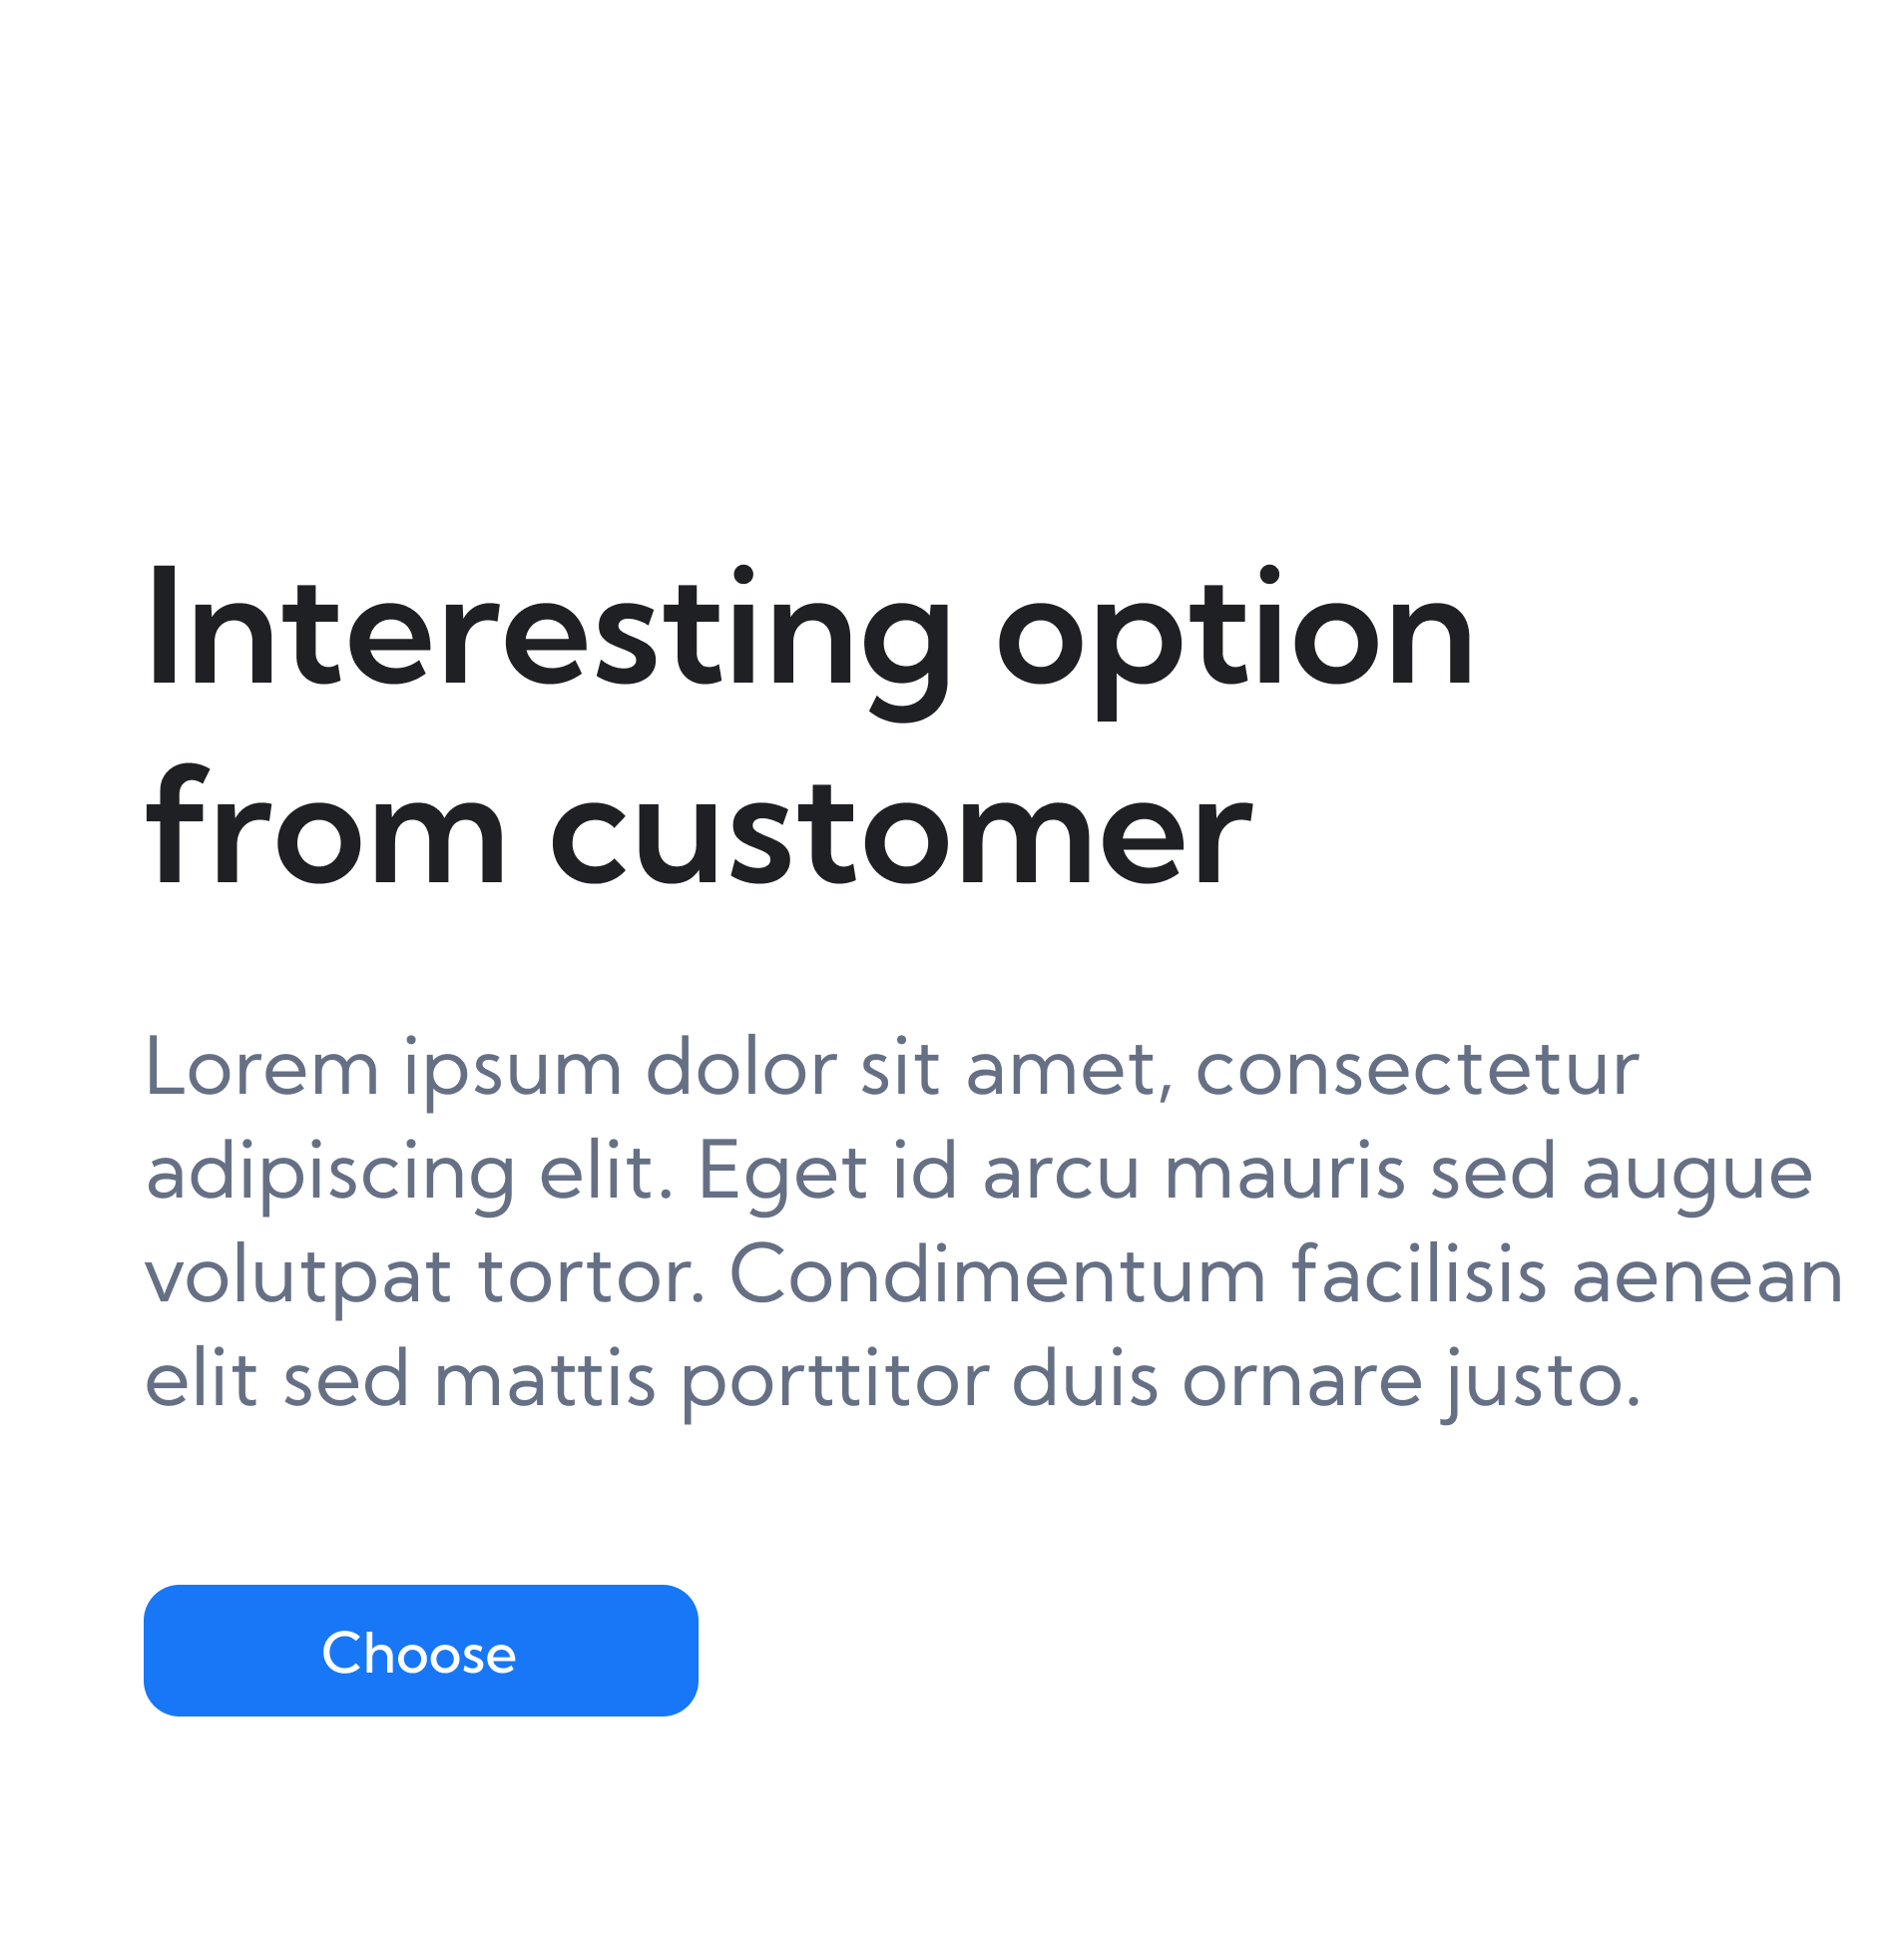 Interesting option
from customer
Lorem ipsum dolor sit amet, consectetur
adipiscing elit. Eget id arcu mauris sed augue
volutpat tortor. Condimentum facilisis aenean
elit sed mattis porttitor duis ornare justo.
Choose